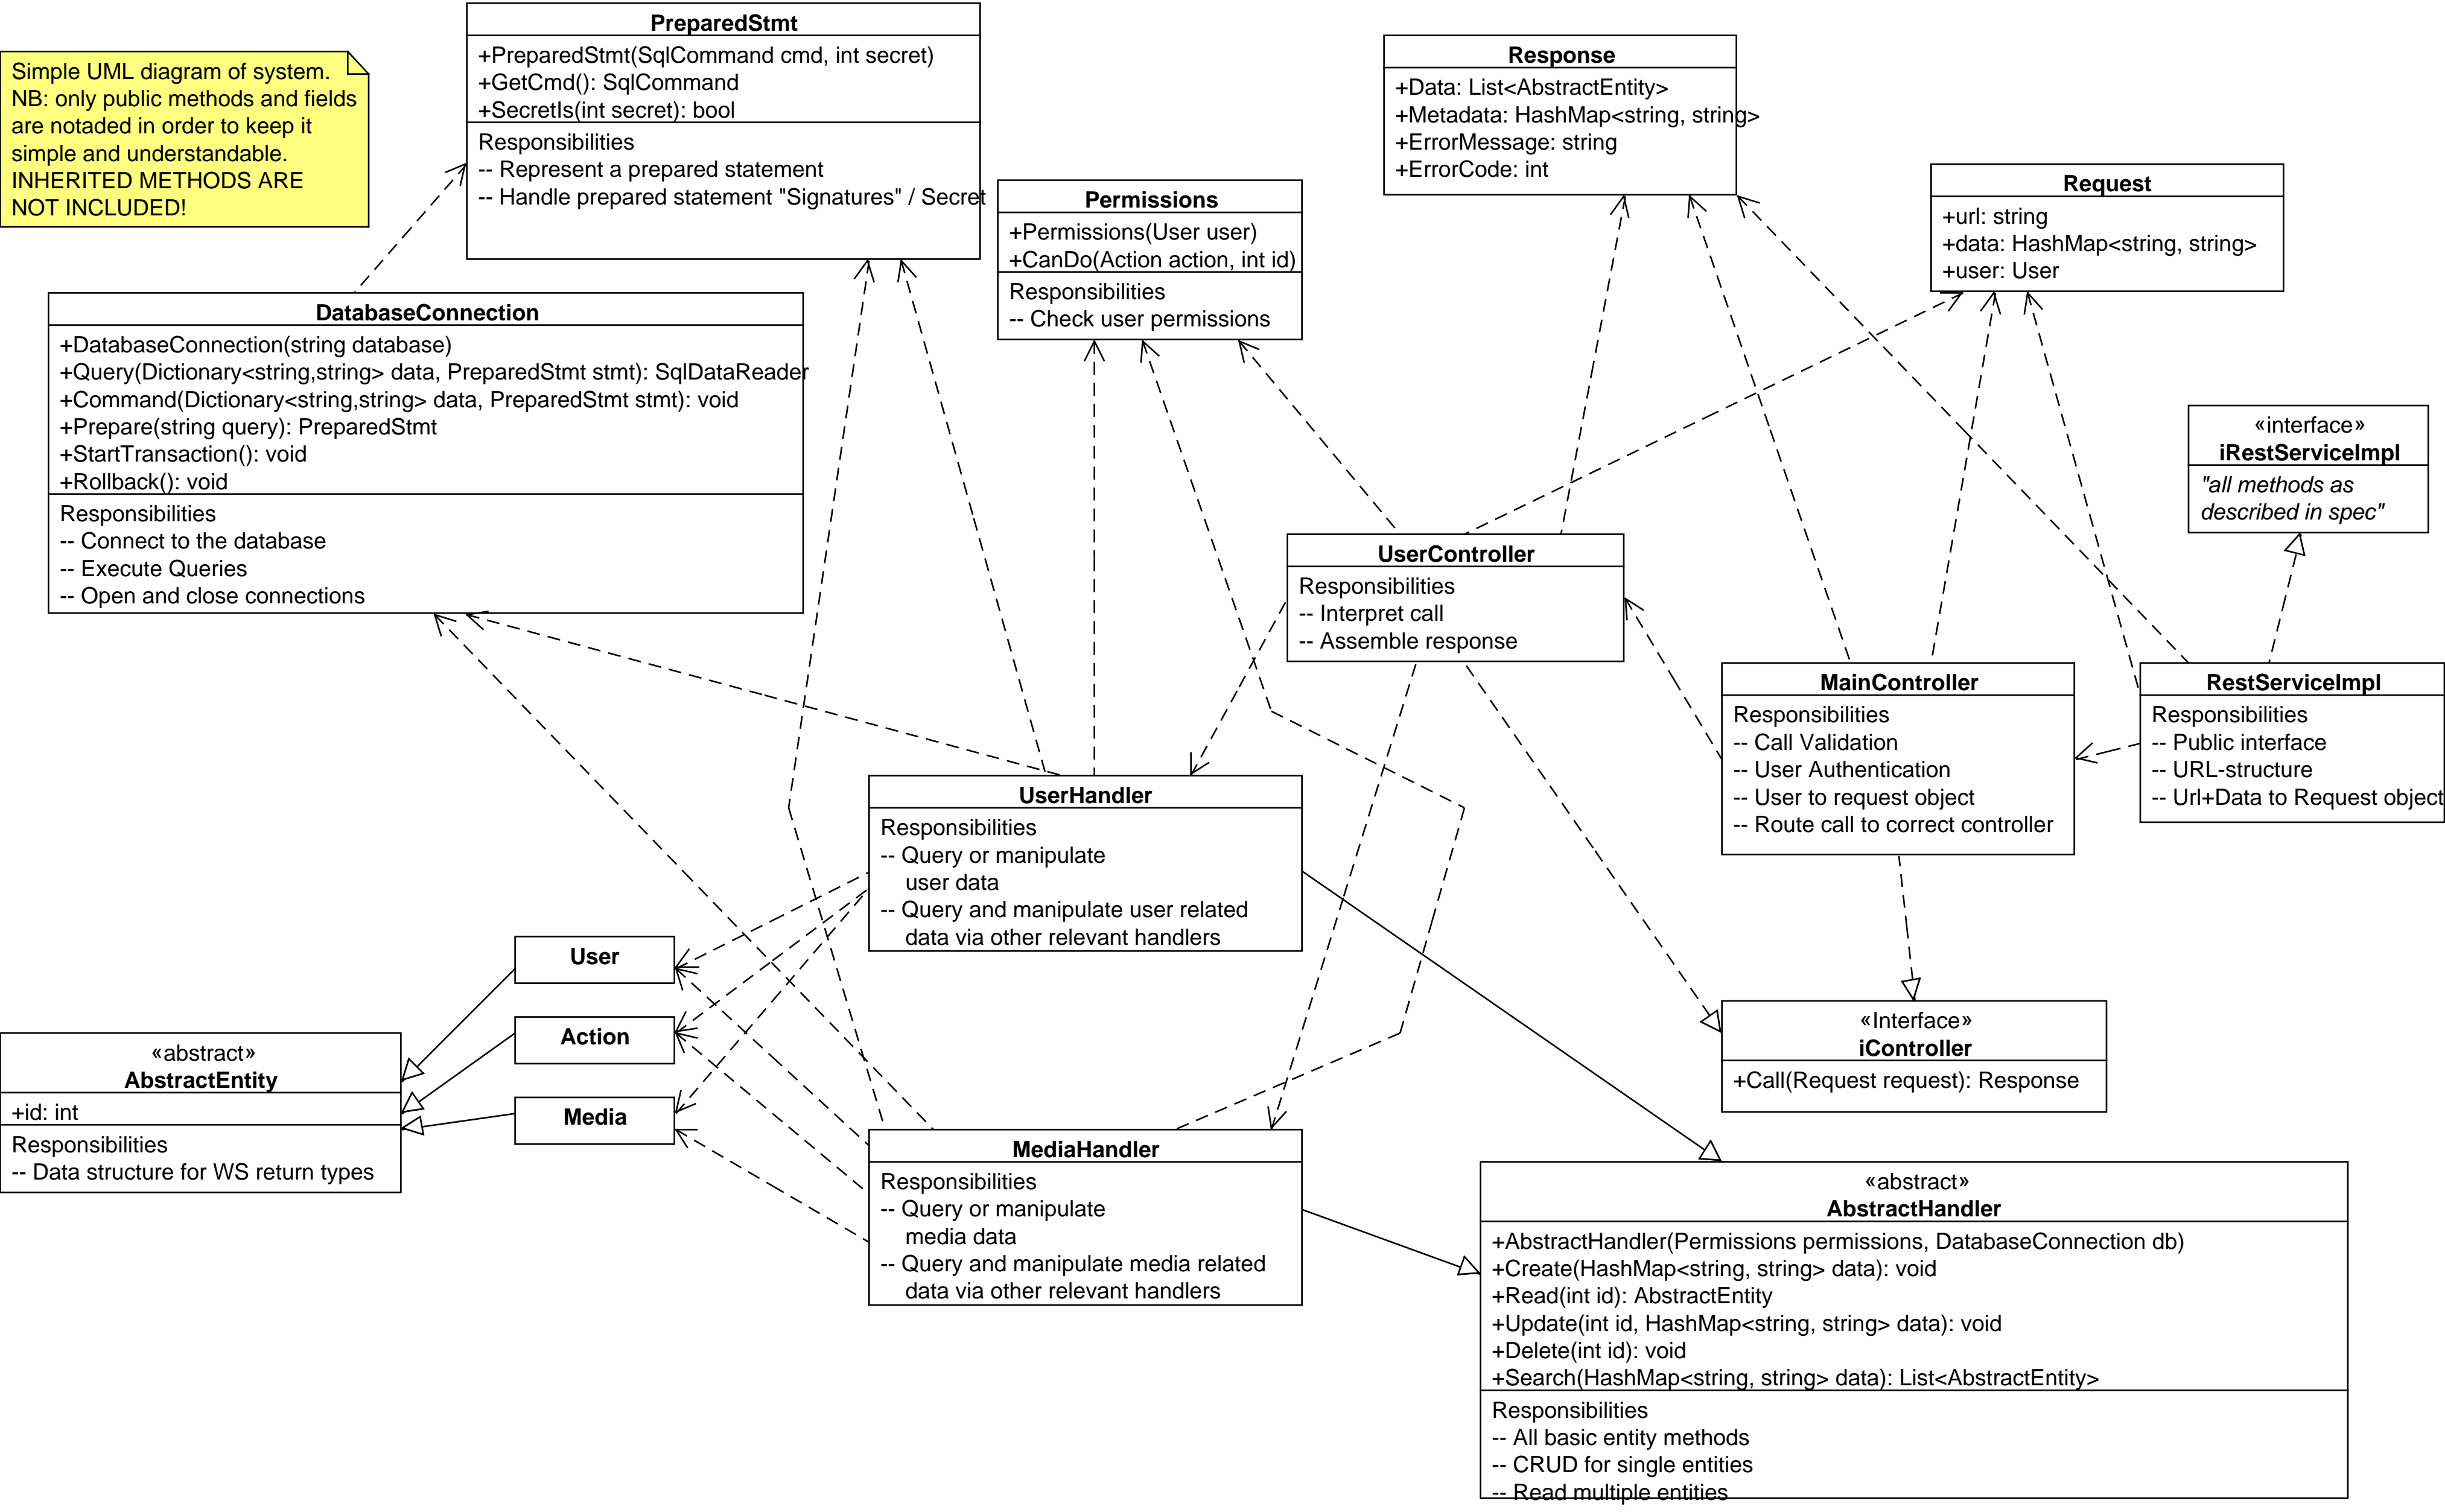 Simple UML diagram of system.
NB: only public methods and fields
are notaded in order to keep it
simple and understandable.
INHERITED METHODS ARE
NOT INCLUDED!
PreparedStmt
+PreparedStmt(SqlCommand cmd, int secret)
+GetCmd(): SqlCommand
+SecretIs(int secret): bool
Responsibilities
-- Represent a prepared statement
-- Handle prepared statement "Signatures" / Secret
Permissions
+Permissions(User user)
+CanDo(Action action, int id)
Responsibilities
-- Check user permissions
Response
+Data: List<AbstractEntity>
+Metadata: HashMap<string, string>
+ErrorMessage: string
+ErrorCode: int
Request
+url: string
+data: HashMap<string, string>
+user: User
DatabaseConnection
+DatabaseConnection(string database)
+Query(Dictionary<string,string> data, PreparedStmt stmt): SqlDataReader
+Command(Dictionary<string,string> data, PreparedStmt stmt): void
+Prepare(string query): PreparedStmt
+StartTransaction(): void
+Rollback(): void
Responsibilities
-- Connect to the database
-- Execute Queries
-- Open and close connections
«interface»
iRestServiceImpl
"all methods as
described in spec"
UserController
Responsibilities
-- Interpret call
-- Assemble response
MainController
Responsibilities
-- Call Validation
-- User Authentication
-- User to request object
-- Route call to correct controller
RestServiceImpl
Responsibilities
-- Public interface
-- URL-structure
-- Url+Data to Request object
UserHandler
Responsibilities
-- Query or manipulate
user data
-- Query and manipulate user related
data via other relevant handlers
User
Action
Media
«abstract»
AbstractEntity
+id: int
Responsibilities
-- Data structure for WS return types
«Interface»
iController
+Call(Request request): Response
MediaHandler
Responsibilities
-- Query or manipulate
media data
-- Query and manipulate media related
data via other relevant handlers
«abstract»
AbstractHandler
+AbstractHandler(Permissions permissions, DatabaseConnection db)
+Create(HashMap<string, string> data): void
+Read(int id): AbstractEntity
+Update(int id, HashMap<string, string> data): void
+Delete(int id): void
+Search(HashMap<string, string> data): List<AbstractEntity>
Responsibilities
-- All basic entity methods
-- CRUD for single entities
-- Read multiple entities